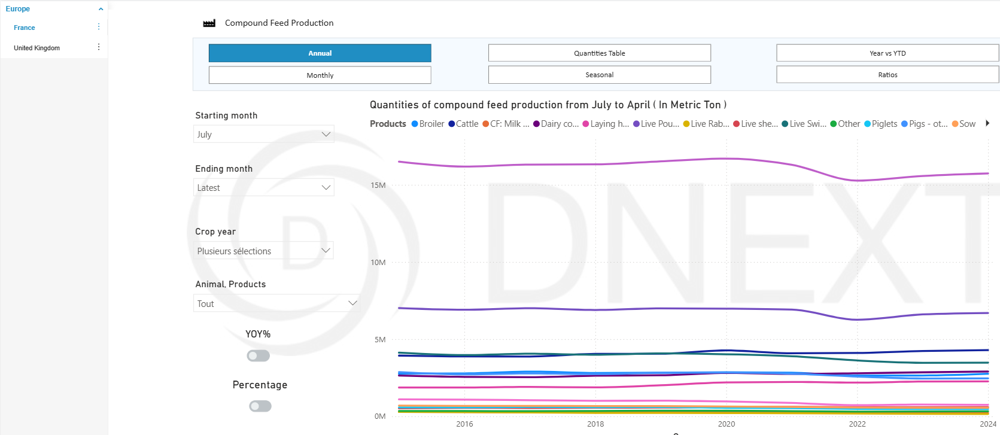 Europe
France
United Kingdom
Compound Feed Production
Annual
Quantities Table
Year vs YTD
Monthly
Seasonal
Ratios
Quantities of compound feed production from July to April ( In Metric Ton )
Products Broiler Cattle CF: Milk ... Dairy co... Laying h... Live Pou... Live Rab... Live she... Live Swi... Other Piglets Pigs - ot... Sow
Starting month
July
Ending month
Latest
Crop year
Plusieurs sélections
Animal, Products
Tout
YOY%
Percentage
15M
10M
5M
0M
2016 2018 2020 2022 2024
D DNEXT